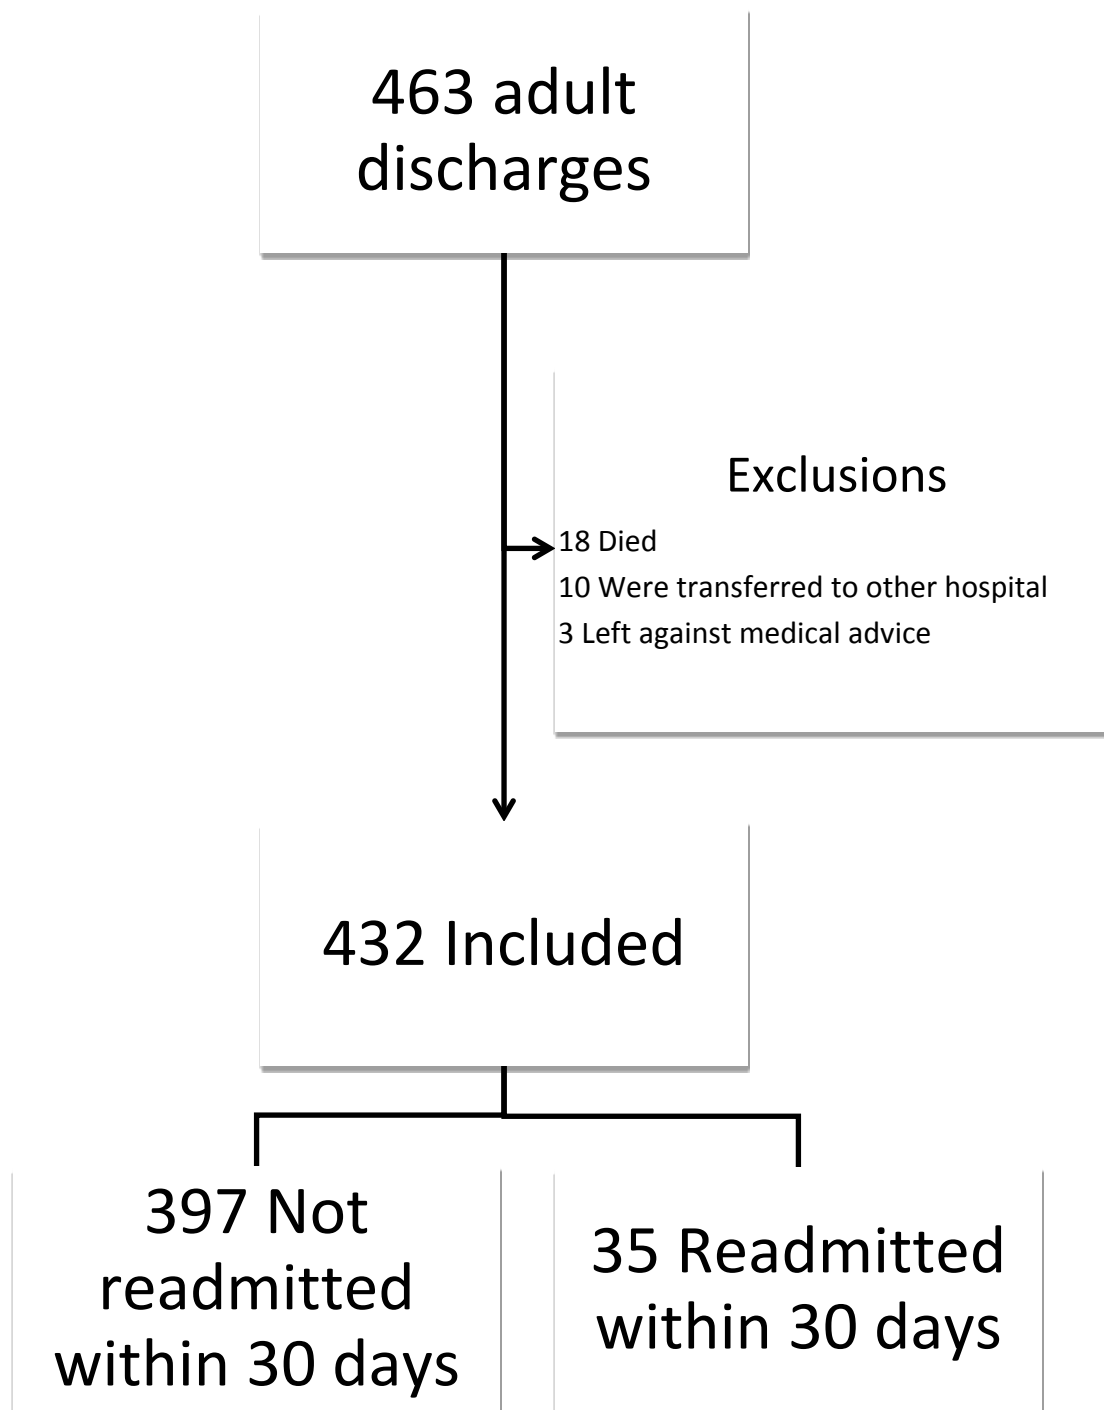 463 adult
discharges
Exclusions
18 Died
10 Were transferred to other hospital
3 Left against medical advice
432 Included
397 Not
readmitted
within 30 days
35 Readmitted
within 30 days